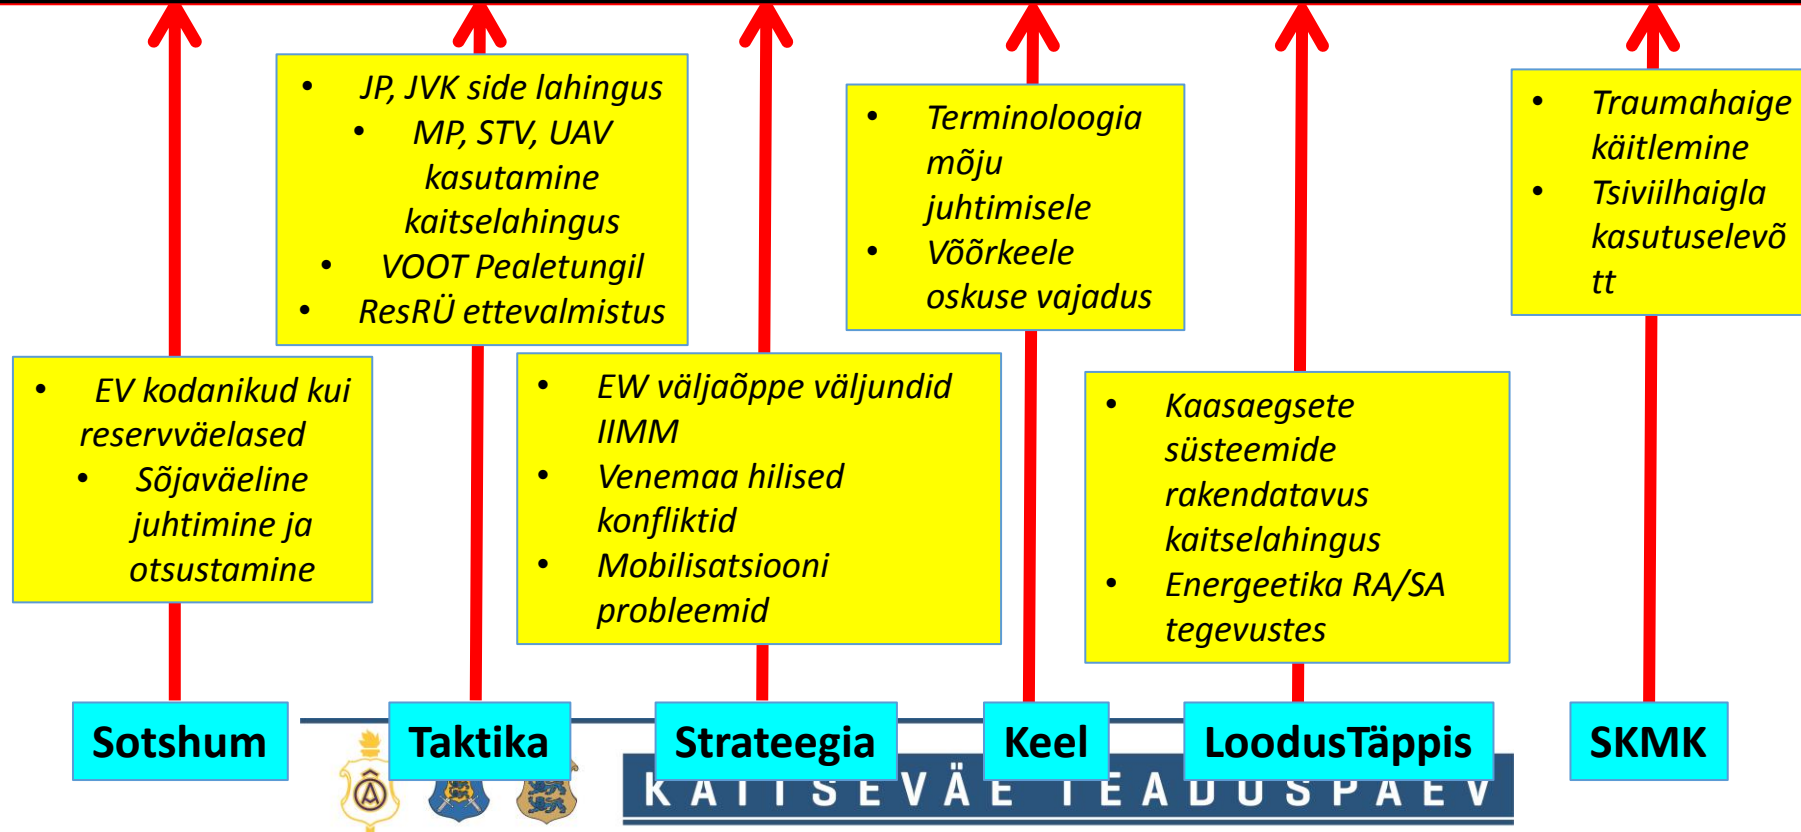 JP, JVK side lahingus
MP, STV, UAV
kasutamine
kaitselahingus
VOOT Pealetungil
ResRÜ ettevalmistus
Terminoloogia
mõju
juhtimisele
Võõrkeele
oskuse vajadus
Traumahaige
käitlemine
Tsiviilhaigla
kasutuselevõ
tt
EV kodanikud kui
reservväelased
Sõjaväeline
juhtimine ja
otsustamine
EW väljaõppe väljundid
IIMM
Venemaa hilised
konfliktid
Mobilisatsiooni
probleemid
Kaasaegsete
süsteemide
rakendatavus
kaitselahingus
Energeetika RA/SA
tegevustes
Sotshum
Taktika
Strateegia
Keel
LoodusTäppis
SKMK
KAITSEVÄE TEADUSPÄEV